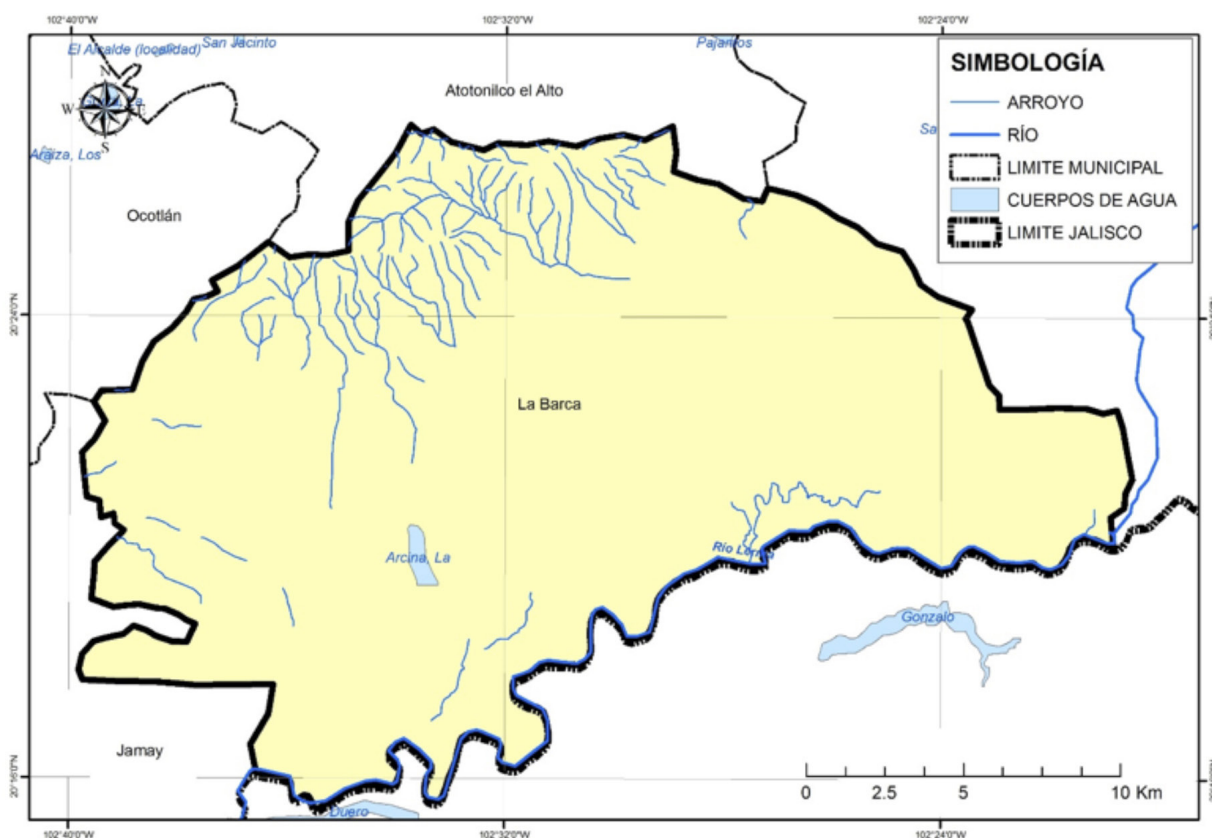 102°40'0"W
102°32'0"W
102°24'0"W
El Alcalde (localidad)
San Jacinto
Pajaritos
N
W
S
Araiza, Los
Atotonilco el Alto
Ocotlán
SIMBOLOGÍA
ARROYO
RÍO
LIMITE MUNICIPAL
CUERPOS DE AGUA
LIMITE JALISCO
20°24'0"N
La Barca
Arcina, La
Río Lerma
Gonzalo
Jamay
Duero
20°16'0"N
0 2.5 5 10 Km
102°40'0"W
102°32'0"W
102°24'0"W